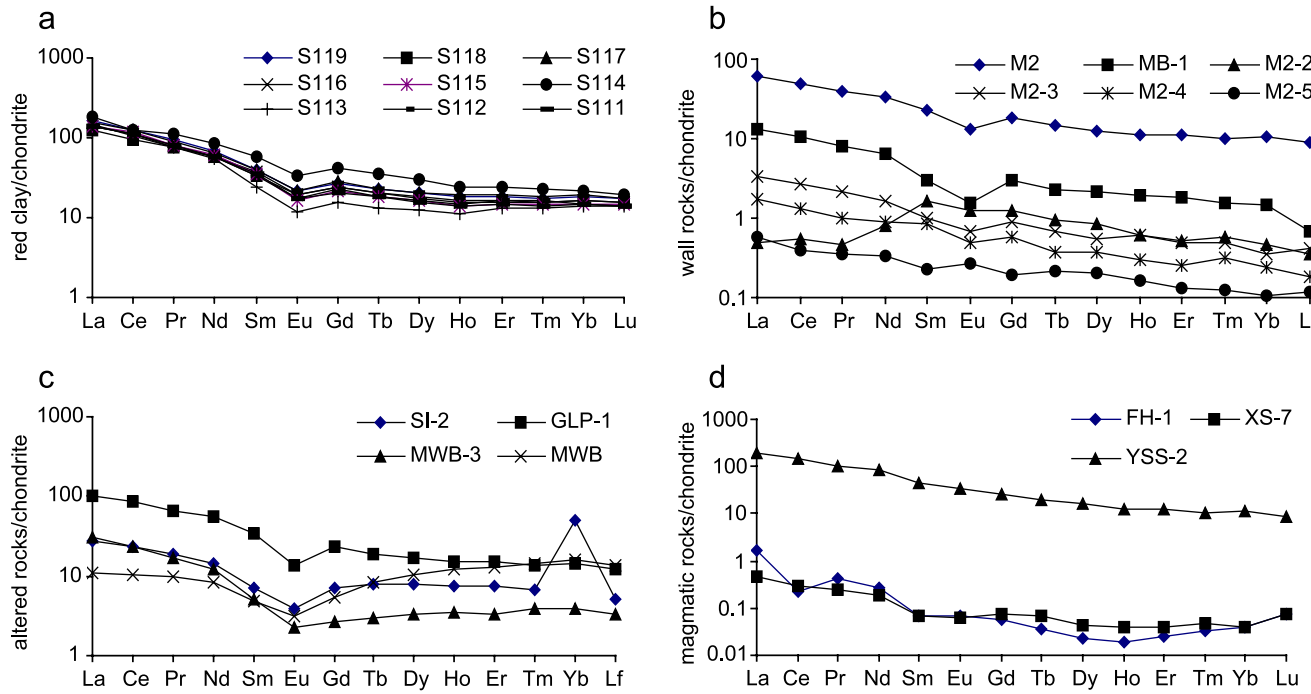 a
red clay/chondrite
1000
100
10
1
S119 S118 S117
S116 S115 S114
S113 S112 S111
La Ce Pr Nd Sm Eu Gd Tb Dy Ho Er Tm Yb Lu
b
wall rocks/chondrite
100
10
1
0.1
M2 MB-1 M2-2
M2-3 M2-4 M2-5
La Ce Pr Nd Sm Eu Gd Tb Dy Ho Er Tm Yb L
c
altered rocks/chondrite
1000
100
10
1
SI-2 GLP-1
MWB-3 MWB
La Ce Pr Nd Sm Eu Gd Tb Dy Ho Er Tm Yb Lf
d
magmatic rocks/chondrite
1000
100
10
1
0.1
0.01
FH-1 XS-7
YSS-2
La Ce Pr Nd Sm Eu Gd Tb Dy Ho Er Tm Yb Lu